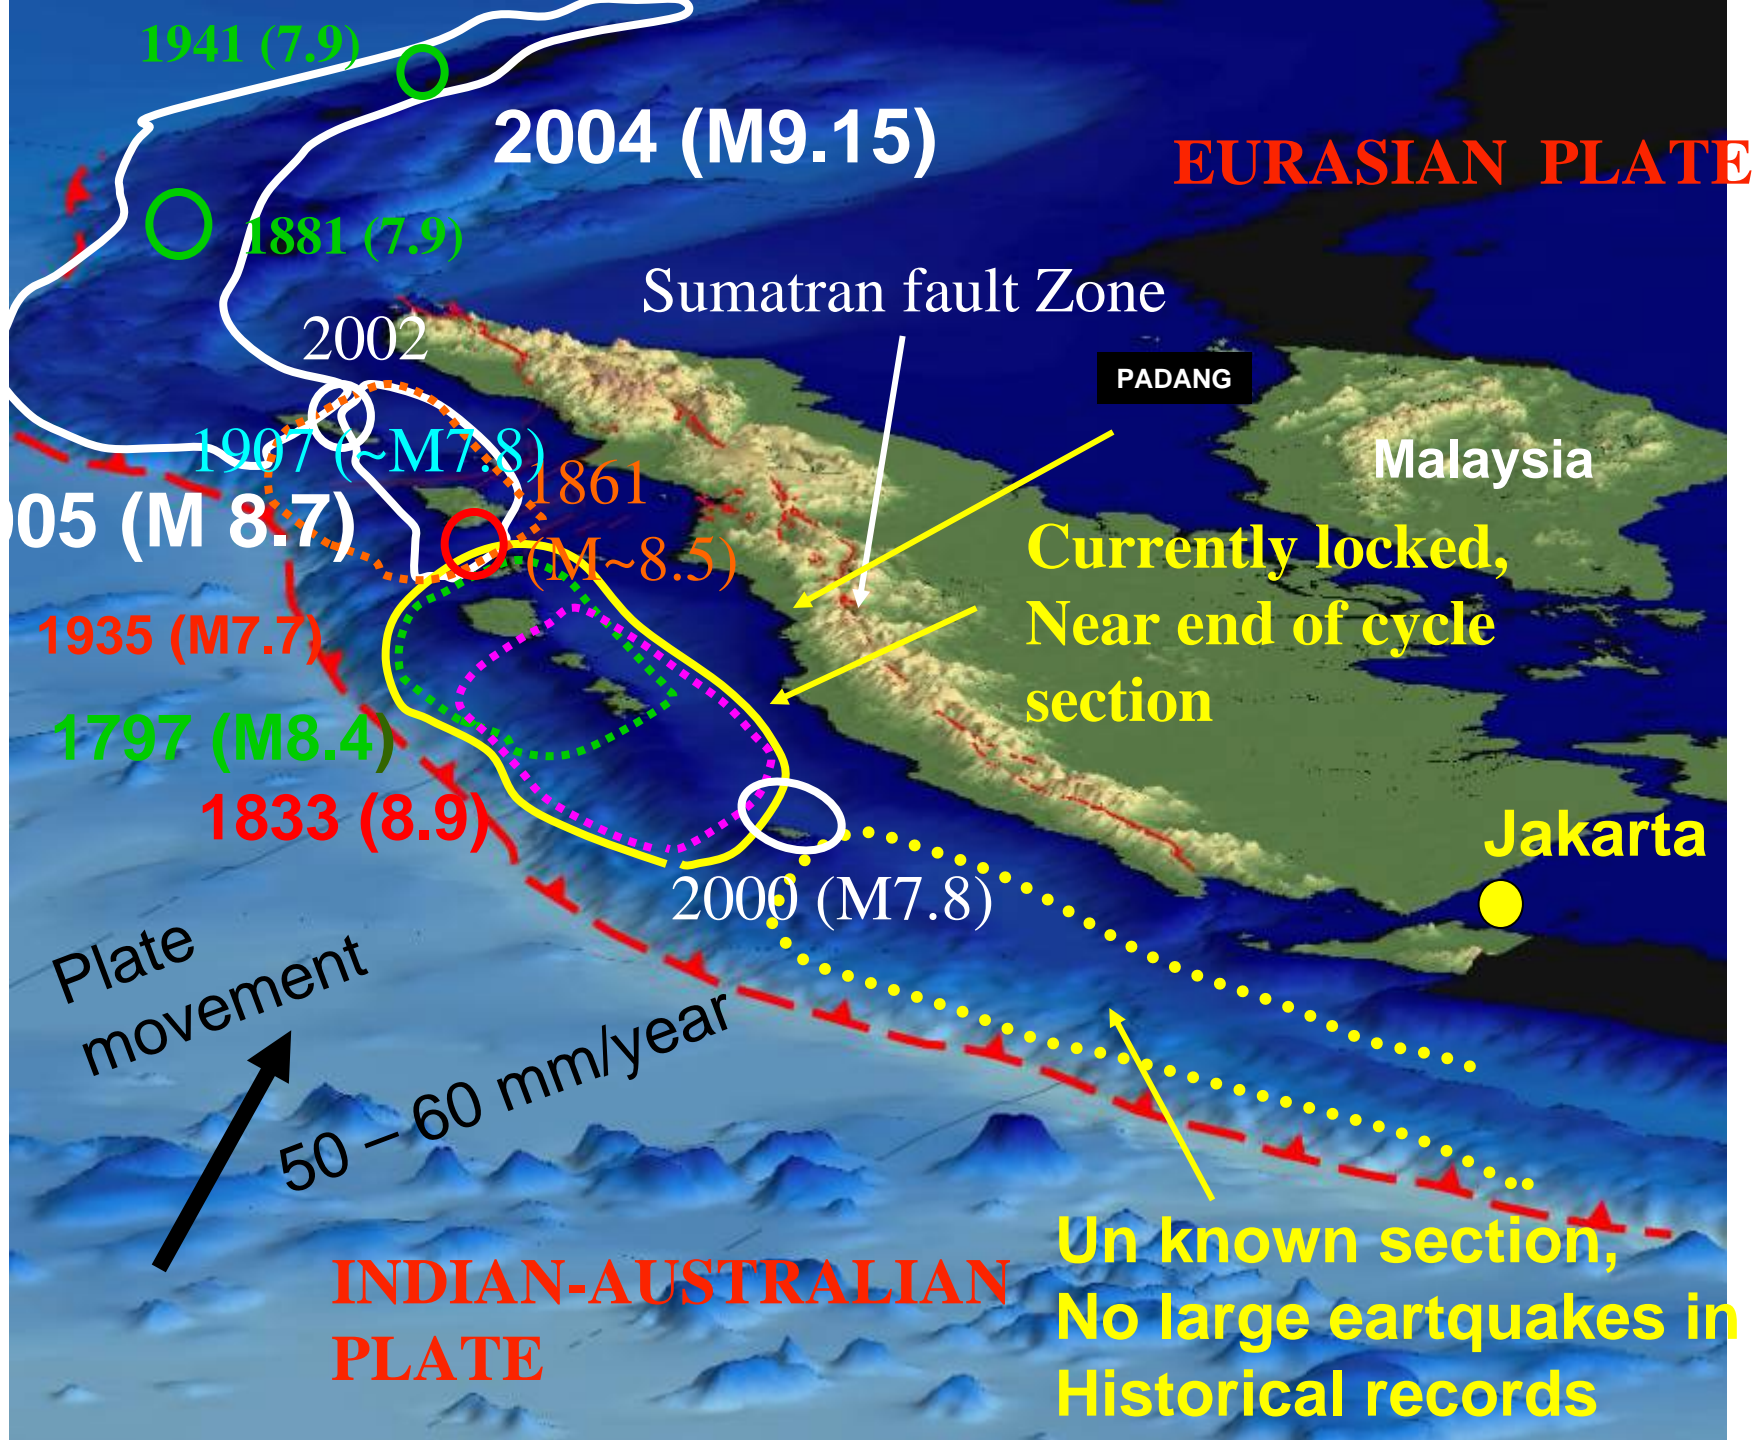 1941 (7.9)
2004 (M9.15)
EURASIAN PLATE
1881 (7.9)
Sumatran fault Zone
2002
PADANG
1907 (~M7.8)
Malaysia
1861
(M~8.5)
005 (M 8.7)
Currently locked,
Near end of cycle
section
1935 (M7.7)
1797 (M8.4)
1833 (8.9)
Jakarta
2000 (M7.8)
Plate
movement
50 – 60 mm/year
Un known section,
No large eartquakes in
Historical records
INDIAN-AUSTRALIAN
PLATE